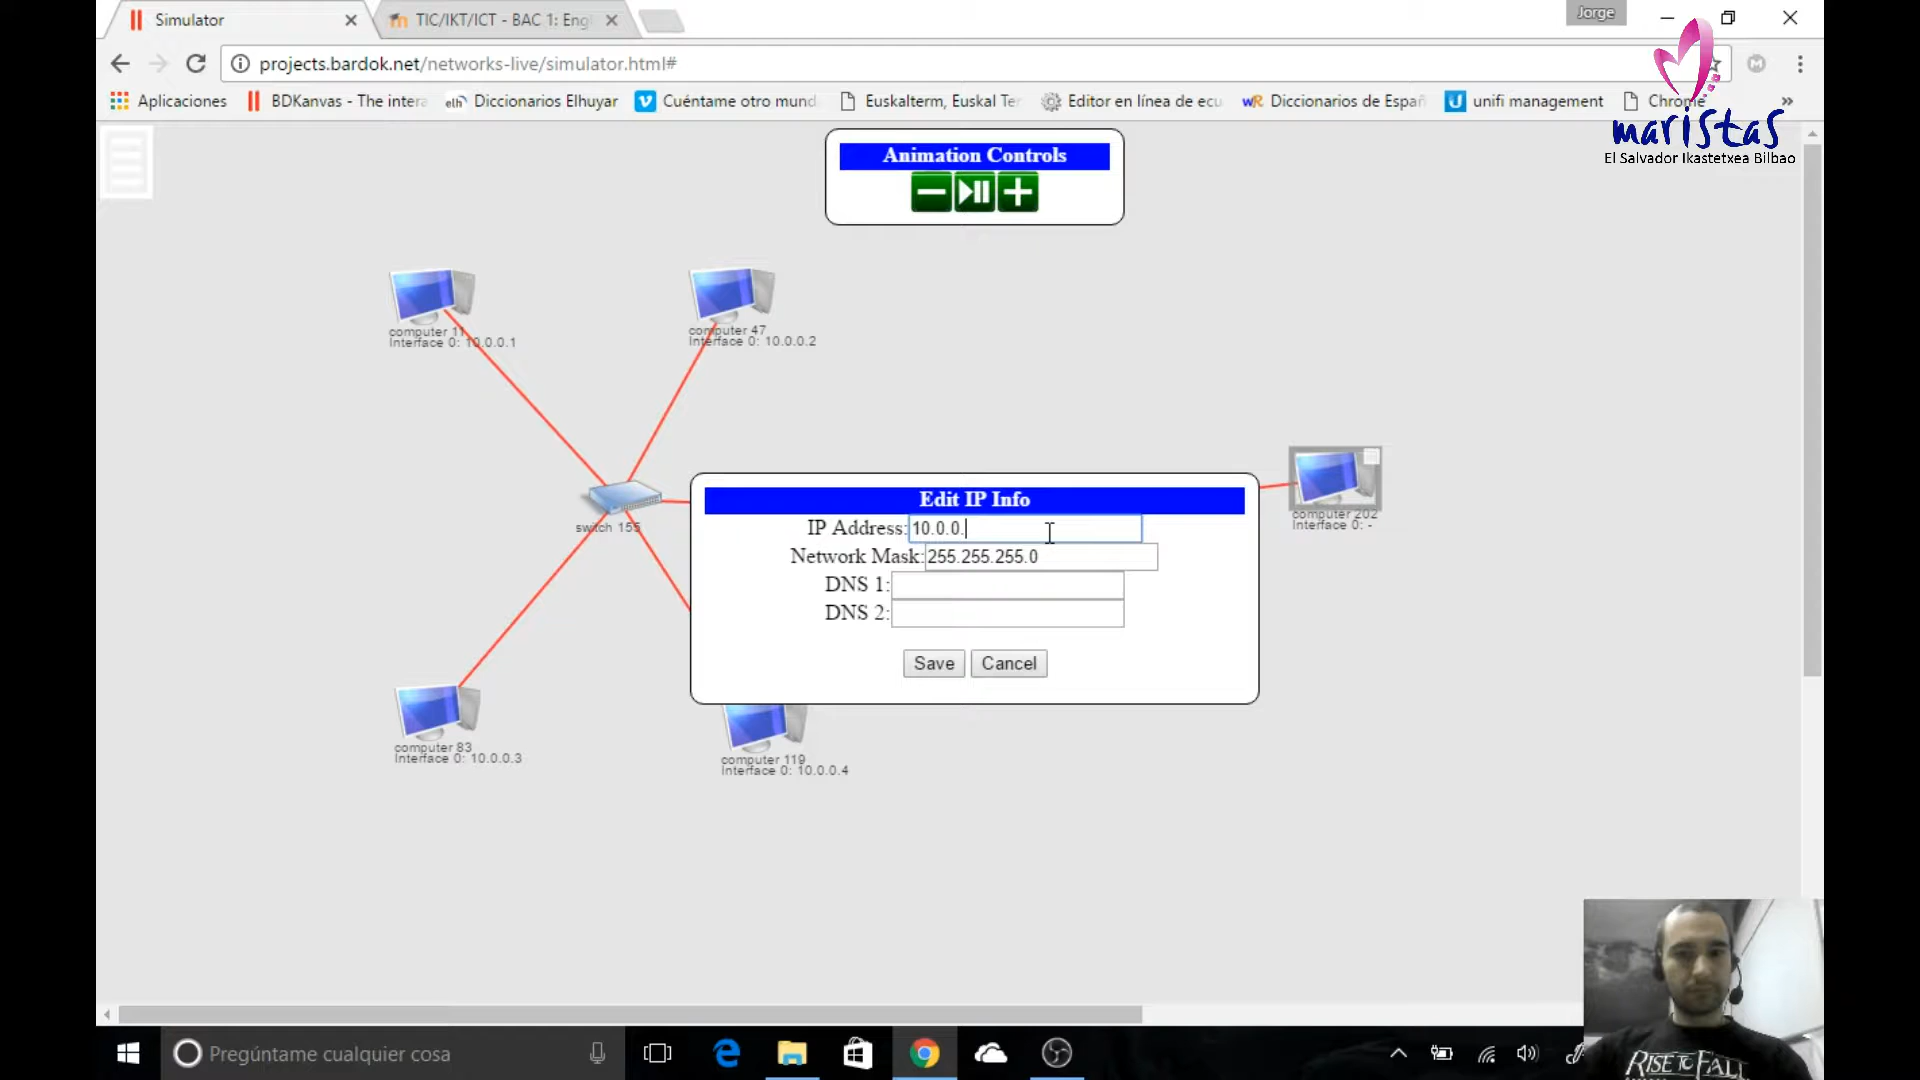 Simulator
TIC/IKT/ICT - BAC 1: Eng
Jorge
projects.bardok.net/networks-live/simulator.html#
Aplicaciones
BDKanvas - The intera
Diccionarios Elhuyar
Cuéntame otro mund
Euskalterm, Euskal Ter
Editor en línea de ecu
Diccionarios de Españ
unifi management
Chrome
»
maristas
El Salvador Ikastetxea Bilbao
Animation Controls
computer 11
Interface 0: 10.0.0.1
computer 47
Interface 0: 10.0.0.2
switch 155
computer 202
Interface 0: -
Edit IP Info
IP Address: 10.0.0.
Network Mask: 255.255.255.0
DNS 1:
DNS 2:
Save Cancel
computer 83
Interface 0: 10.0.0.3
computer 119
Interface 0: 10.0.0.4
Pregúntame cualquier cosa
RISE TO FALL